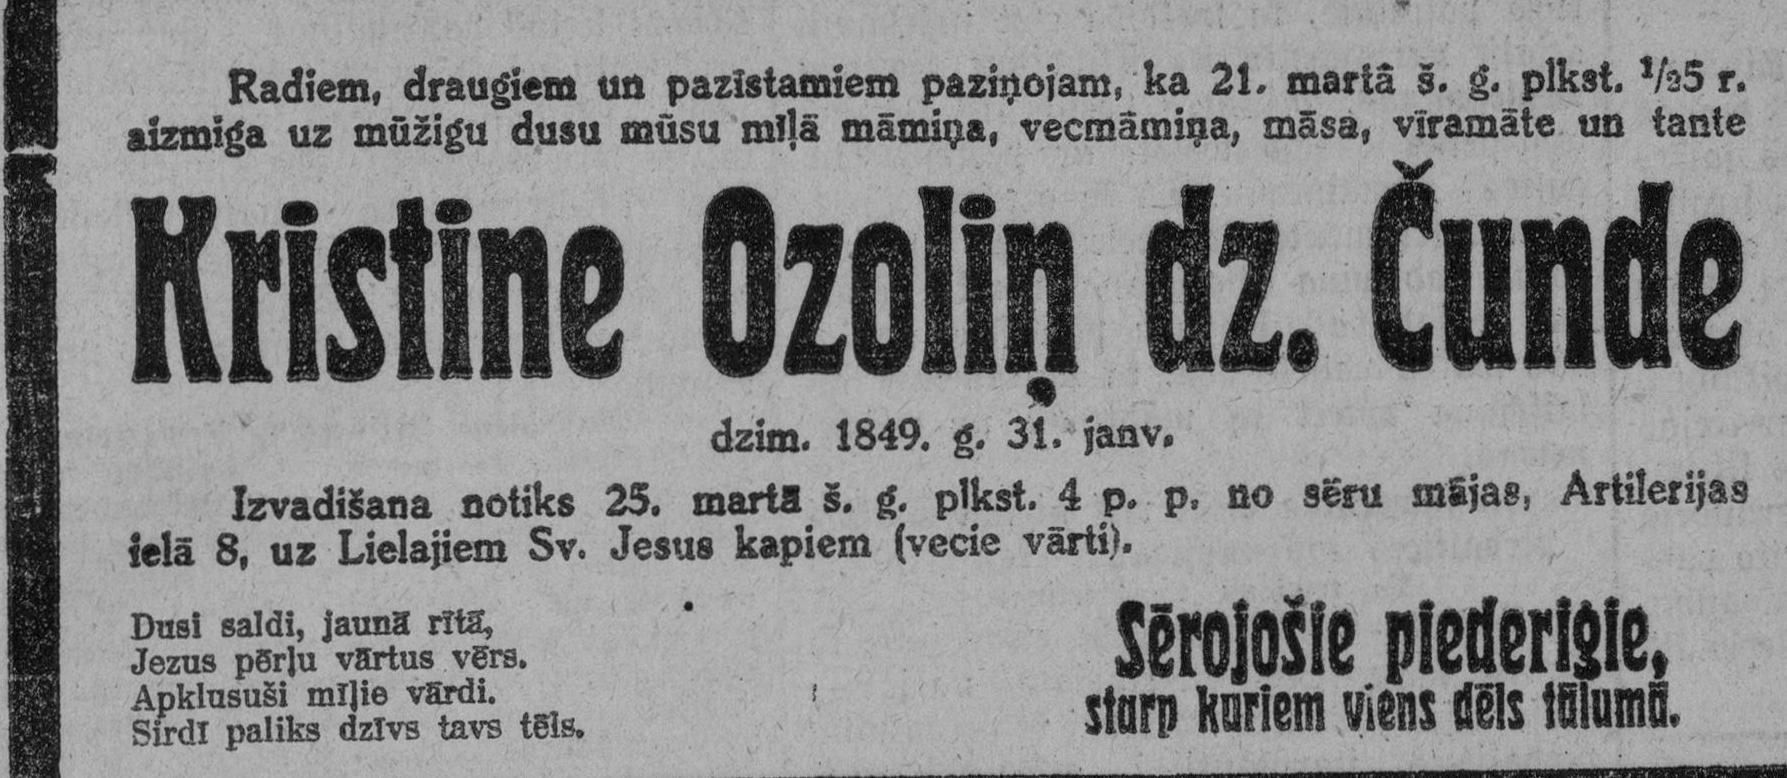 Radiem, draugiem un pazīstamiem paziņojam, ka 21. martā š. g. plkst. ½5 r.
aizmiga uz mūžigu dusu mūsu mīļā māmiņa, vecmāmiņa, māsa, vīramāte un tante
Kristine Ozoliņ dz. Čunde
dzim. 1849. g. 31. janv.
Izvadišana notiks 25. martā š. g. plkst. 4 p. p. no sēru mājas, Artilerijas
ielā 8, uz Lielajiem Sv. Jesus kapiem (vecie vārti).
Dusi saldi, jaunā rītā,
Jezus pērļu vārtus vērs.
Apklusuši mīļie vārdi.
Sirdī paliks dzīvs tavs tēls.
Sērojošie piederiģie,
starp kuriem viens dēls tālumā.